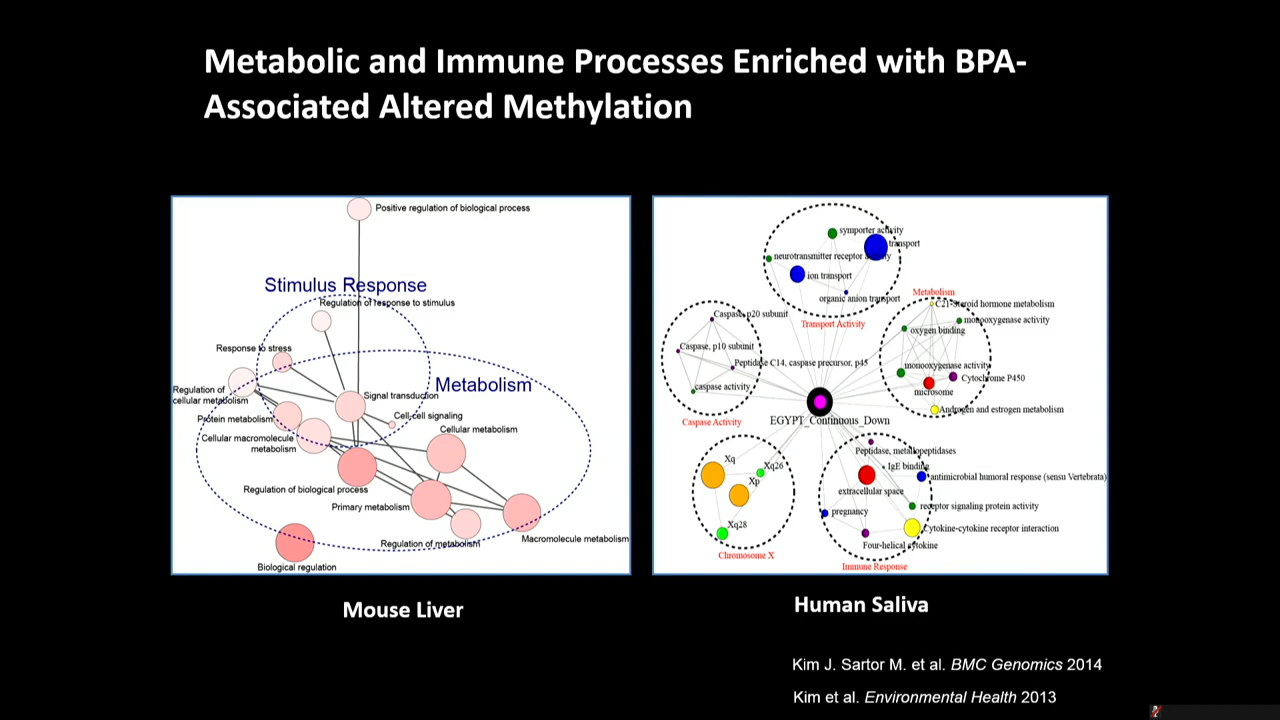 Metabolic and Immune Processes Enriched with BPA-
Associated Altered Methylation
Positive regulation of biological process
Stimulus Response
Regulation of response to stimulus
Response to stress
Metabolism
Regulation of
cellular metabolism
Signal transduction
Protein metabolism
Cell-cell signaling
Cellular macromolecule
metabolism
Cellular metabolism
Regulation of biological process
Primary metabolism
Regulation of metabolism
Macromolecule metabolism
Biological regulation
symporter activity
transport
neurotransmitter receptor activity
ion transport
organic anion transport
Transport Activity
Metabolism
C21-Steroid hormone metabolism
monooxygenase activity
oxygen binding
monooxygenase activity
Cytochrome P450
microsome
Androgen and estrogen metabolism
Caspase, p20 subunit
Caspase, p10 subunit
Peptidase C14, caspase precursor, p45
caspase activity
Caspase Activity
EGYPT_Continuous_Down
Xq
Xq26
Xp
Xq28
Chromosome X
Peptidase, metallopeptidases
IgE binding
antimicrobial humoral response (sensu Vertebrata)
extracellular space
receptor signaling protein activity
pregnancy
Cytokine-cytokine receptor interaction
Four-helical cytokine
Immune Response
Mouse Liver
Human Saliva
Kim J. Sartor M. et al. BMC Genomics 2014
Kim et al. Environmental Health 2013